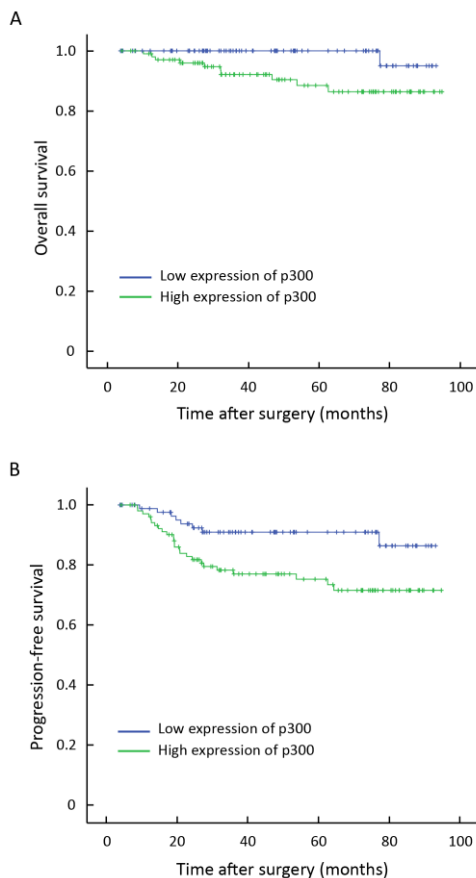 A
1.0
0.8
0.6
0.4
0.2
0
Overall survival
Low expression of p300
High expression of p300
0 20 40 60 80 100
Time after surgery (months)
B
1.0
0.8
0.6
0.4
0.2
0
Progression-free survival
Low expression of p300
High expression of p300
0 20 40 60 80 100
Time after surgery (months)